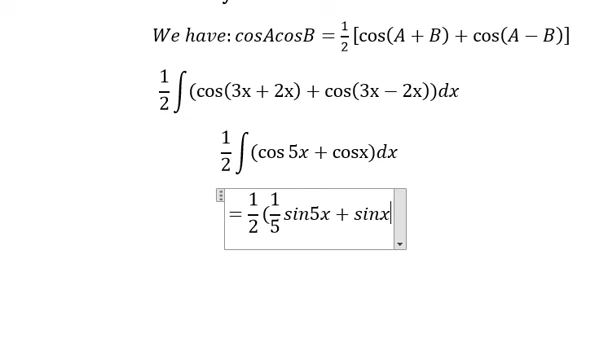 We have: cosAcosB = 1/2 [cos(A + B) + cos(A − B)]
1/2 ∫(cos(3x + 2x) + cos(3x − 2x))dx
1/2 ∫(cos 5x + cosx)dx
= 1/2 (1/5 sin5x + sinx